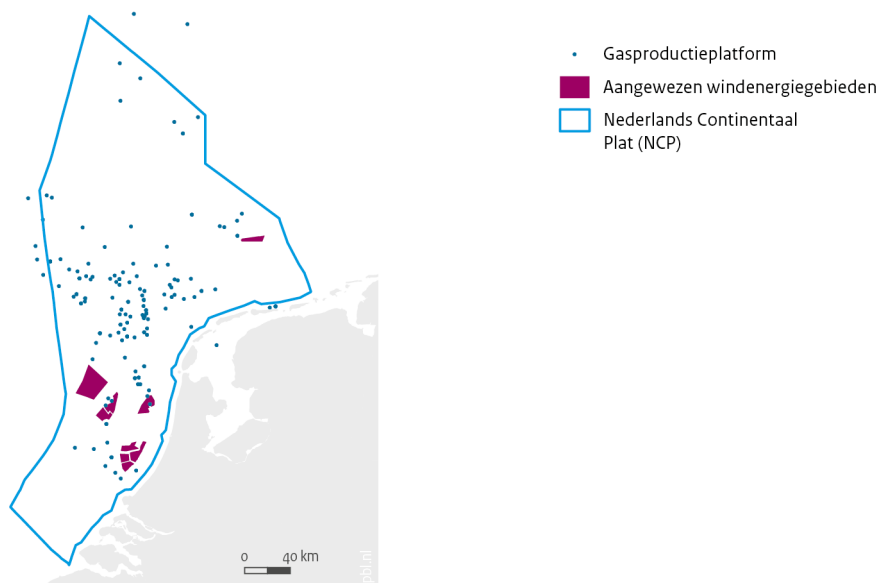 Gasproductieplatform
Aangewezen windenergiegebieden
Nederlands Continentaal
Plat (NCP)
0 40 km
pbl.nl